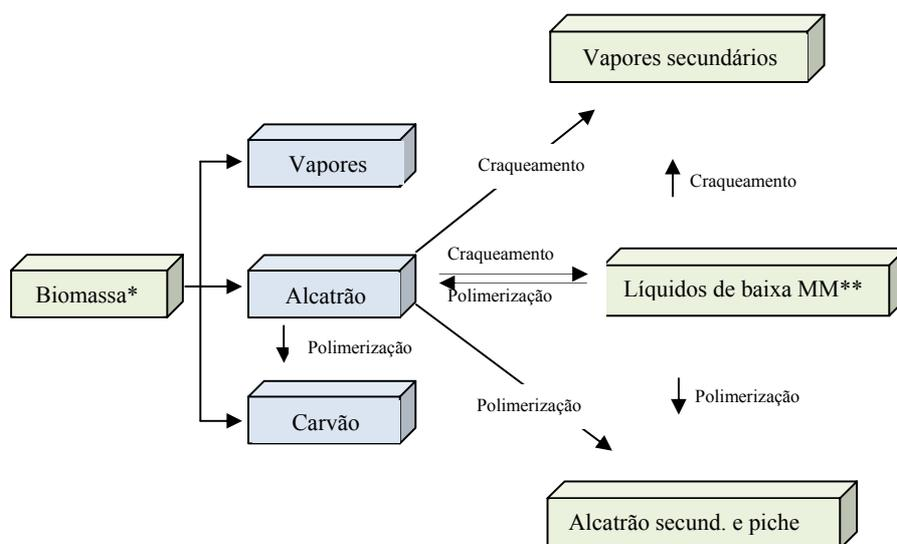 Vapores secundários
Vapores
Craqueamento
Craqueamento
Biomassa*
Alcatrão
Craqueamento
Polimerização
Líquidos de baixa MM**
Polimerização
Carvão
Polimerização
Polimerização
Alcatrão secund. e piche